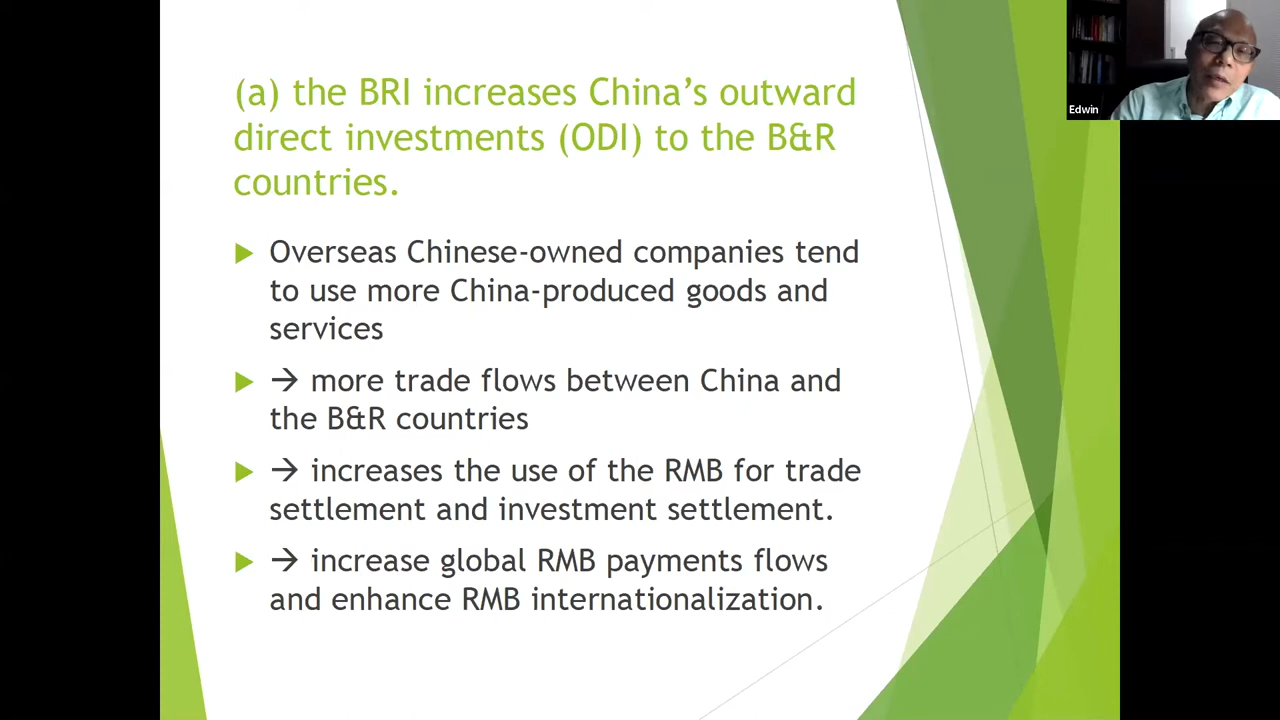 (a) the BRI increases China’s outward
direct investments (ODI) to the B&R
countries.
Overseas Chinese-owned companies tend
to use more China-produced goods and
services
→ more trade flows between China and
the B&R countries
→ increases the use of the RMB for trade
settlement and investment settlement.
→ increase global RMB payments flows
and enhance RMB internationalization.
Edwin